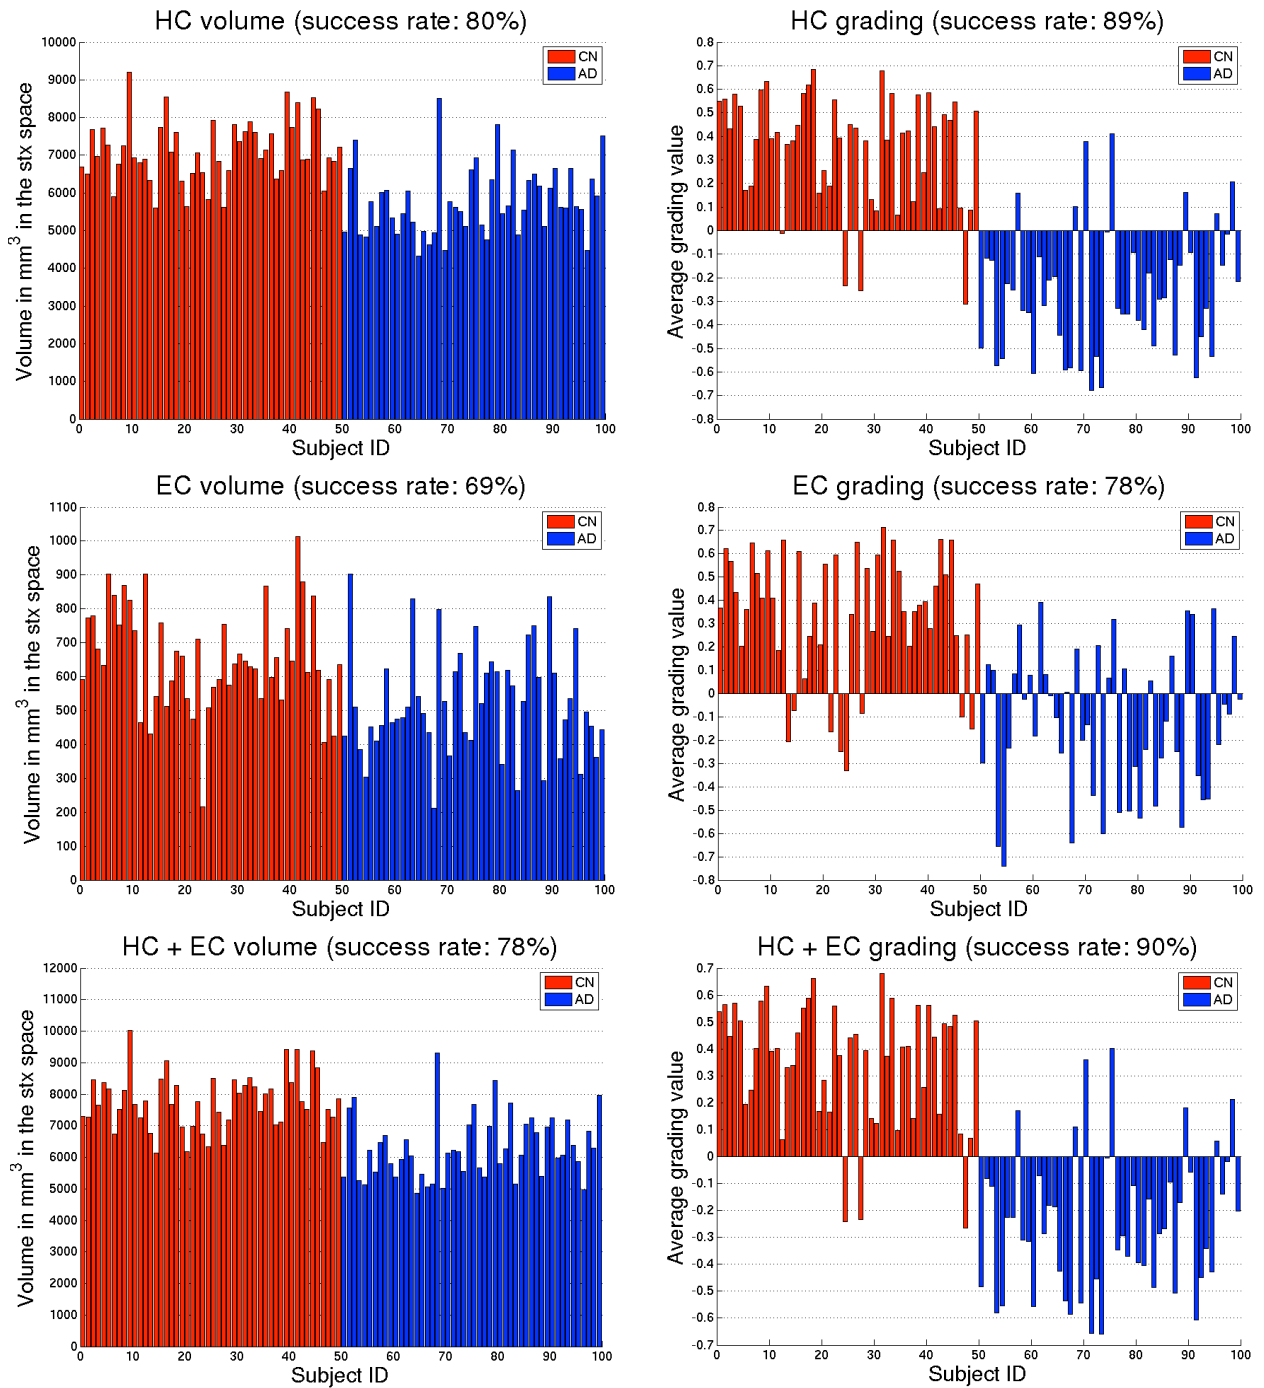 HC volume (success rate: 80%)
10000
9000
8000
7000
6000
5000
4000
3000
2000
1000
0
Volume in mm³ in the stx space
CN
AD
0 10 20 30 40 50 60 70 80 90 100
Subject ID
HC grading (success rate: 89%)
0.8
0.7
0.6
0.5
0.4
0.3
0.2
0.1
0
-0.1
-0.2
-0.3
-0.4
-0.5
-0.6
-0.7
-0.8
Average grading value
CN
AD
0 10 20 30 40 50 60 70 80 90 100
Subject ID
EC volume (success rate: 69%)
1100
1000
900
800
700
600
500
400
300
200
100
0
Volume in mm³ in the stx space
CN
AD
0 10 20 30 40 50 60 70 80 90 100
Subject ID
EC grading (success rate: 78%)
0.8
0.7
0.6
0.5
0.4
0.3
0.2
0.1
0
-0.1
-0.2
-0.3
-0.4
-0.5
-0.6
-0.7
-0.8
Average grading value
CN
AD
0 10 20 30 40 50 60 70 80 90 100
Subject ID
HC + EC volume (success rate: 78%)
12000
11000
10000
9000
8000
7000
6000
5000
4000
3000
2000
1000
0
Volume in mm³ in the stx space
CN
AD
0 10 20 30 40 50 60 70 80 90 100
Subject ID
HC + EC grading (success rate: 90%)
0.7
0.6
0.5
0.4
0.3
0.2
0.1
0
-0.1
-0.2
-0.3
-0.4
-0.5
-0.6
-0.7
Average grading value
CN
AD
0 10 20 30 40 50 60 70 80 90 100
Subject ID